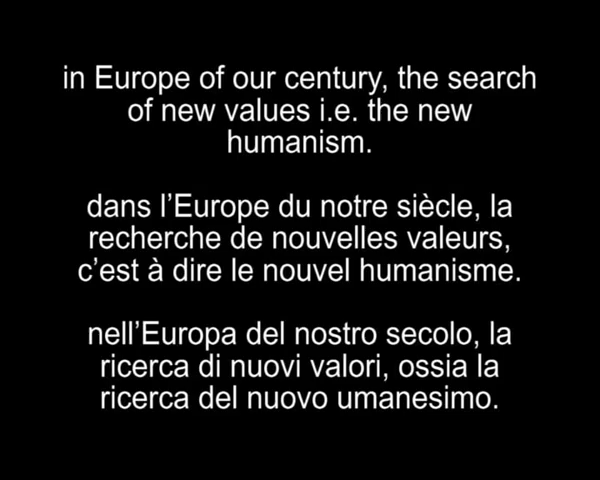 in Europe of our century, the search
of new values i.e. the new
humanism.
dans l’Europe du notre siècle, la
recherche de nouvelles valeurs,
c’est à dire le nouvel humanisme.
nell’Europa del nostro secolo, la
ricerca di nuovi valori, ossia la
ricerca del nuovo umanesimo.